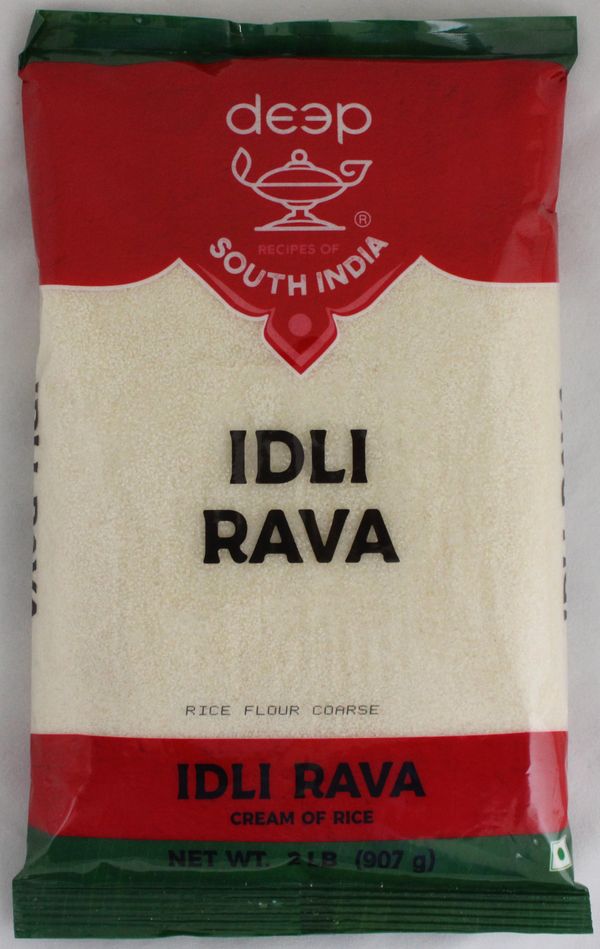 deep
®
RECIPES OF
SOUTH INDIA
IDLI
RAVA
RICE FLOUR COARSE
IDLI RAVA
CREAM OF RICE
NET WT. 2 LB (907 g)